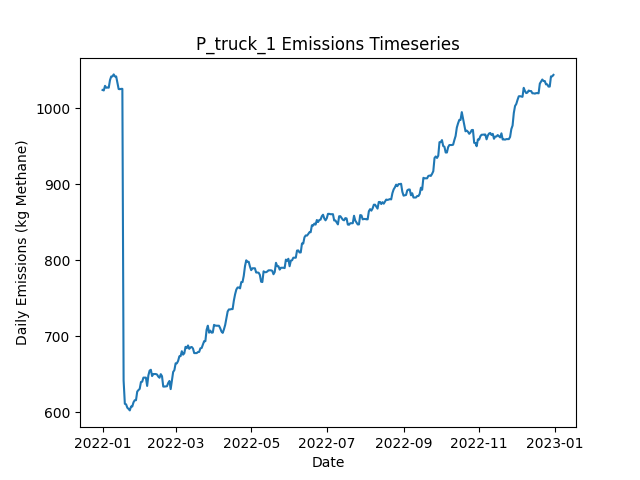 P_truck_1 Emissions Timeseries
Daily Emissions (kg Methane)
1000
900
800
700
600
2022-01 2022-03 2022-05 2022-07 2022-09 2022-11 2023-01
Date